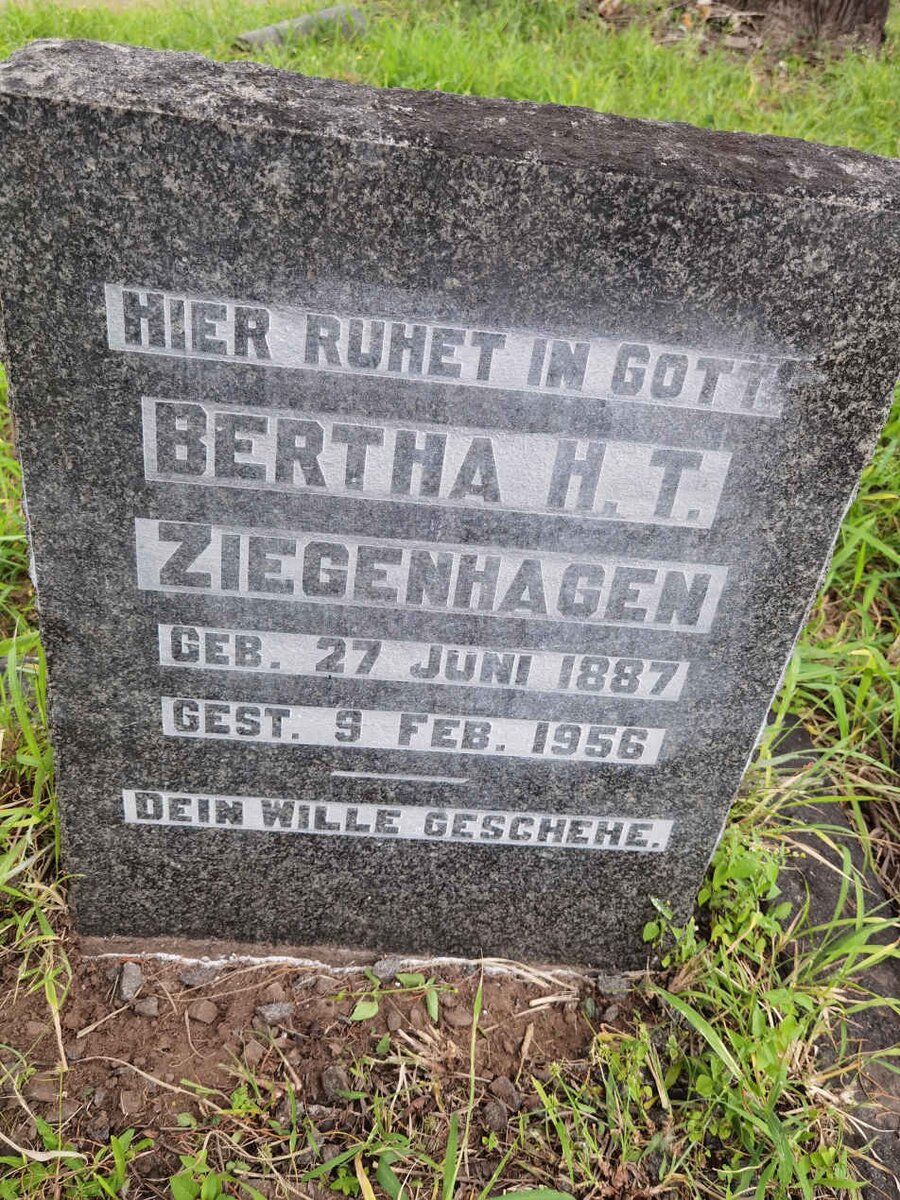 HIER RUHET IN GOTT
BERTHA H. T.
ZIEGENHAGEN
GEB. 27 JUNI 1887
GEST. 9 FEB. 1956
DEIN WILLE GESCHEHE.